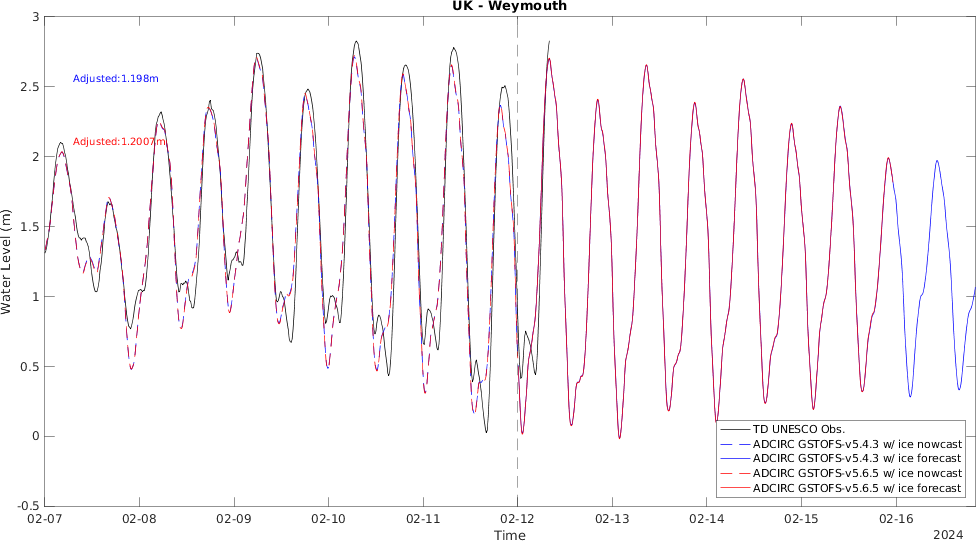 UK - Weymouth
3
2.5
2
1.5
1
0.5
0
-0.5
Water Level (m)
Adjusted:1.198m
Adjusted:1.2007m
TD UNESCO Obs.
ADCIRC GSTOFS-v5.4.3 w/ ice nowcast
ADCIRC GSTOFS-v5.4.3 w/ ice forecast
ADCIRC GSTOFS-v5.6.5 w/ ice nowcast
ADCIRC GSTOFS-v5.6.5 w/ ice forecast
02-07 02-08 02-09 02-10 02-11 02-12 02-13 02-14 02-15 02-16
Time
2024